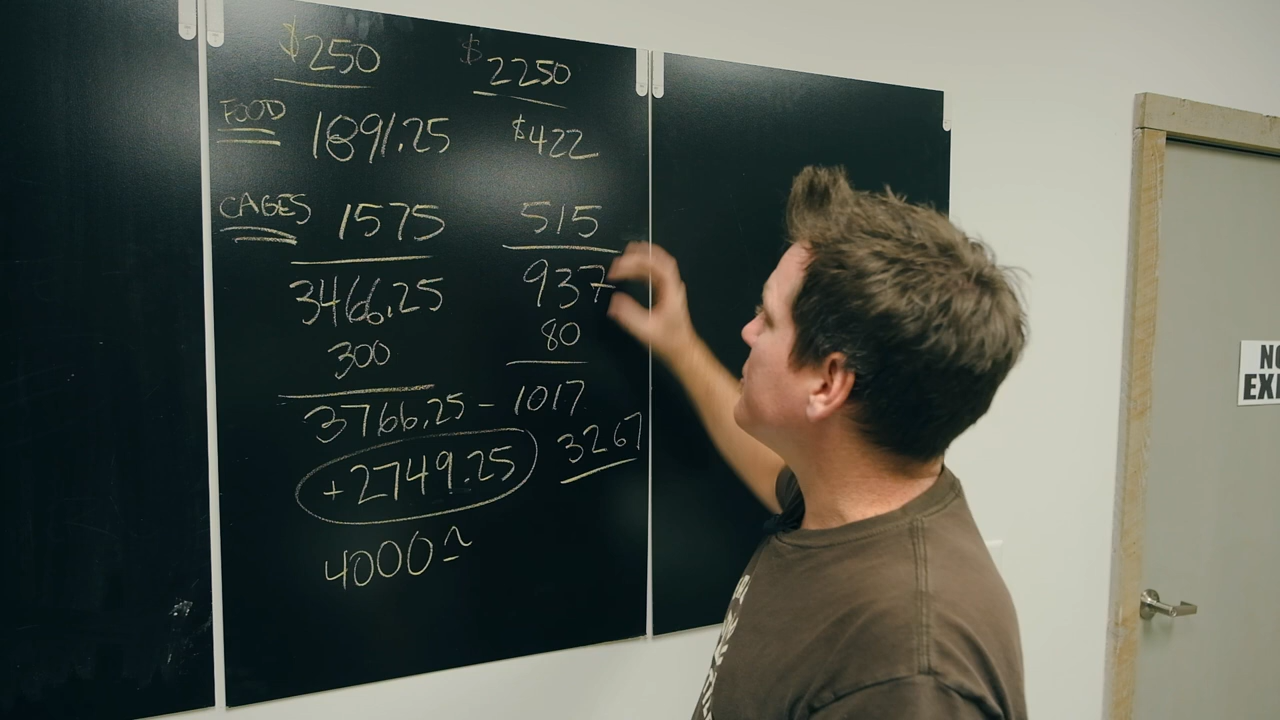 $250 $2250
FOOD 1891.25 $422
CAGES 1575 515
3466.25 937
300 80
3766.25 - 1017
+2749.25 3267
4000
NO